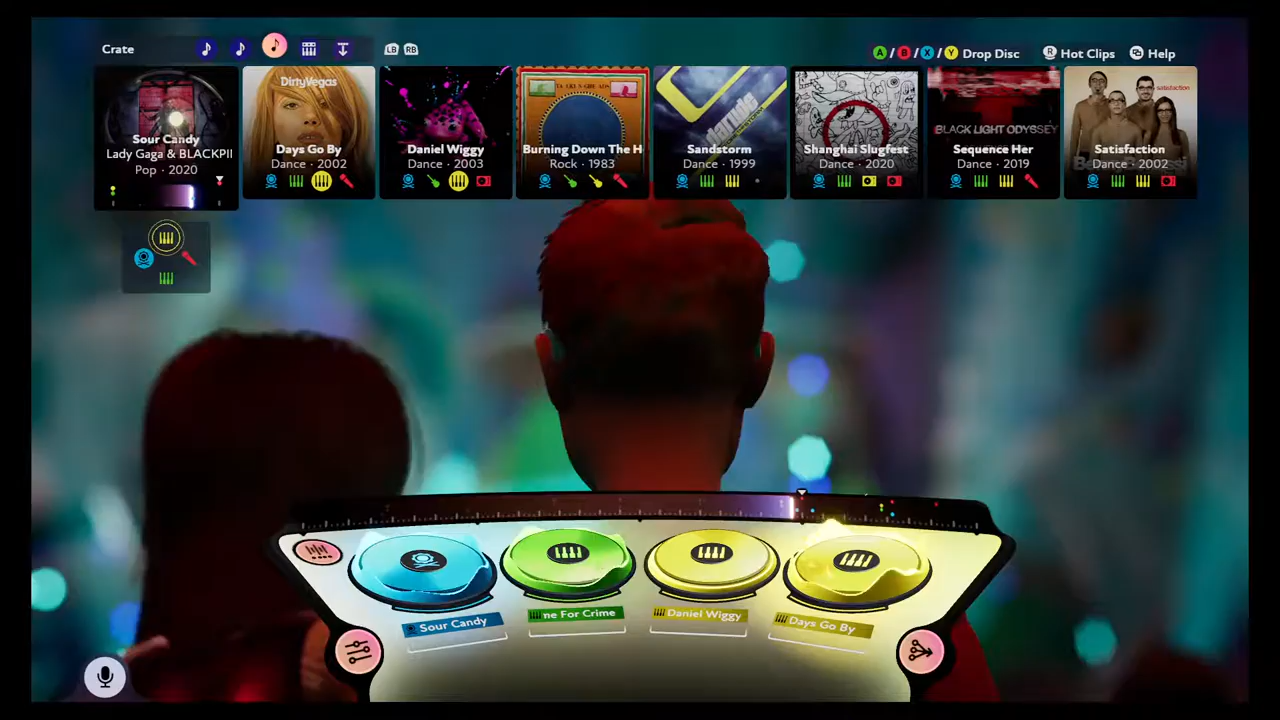 Crate
LB RB
A / B / X / Y Drop Disc
R Hot Clips
Help
Sour Candy
Lady Gaga & BLACKPI
Pop · 2020
DirtyVegas
Days Go By
Dance · 2002
Daniel Wiggy
Dance · 2003
Burning Down The H
Rock · 1983
Sandstorm
Dance · 1999
Shanghai Slugfest
Dance · 2020
BLACK LIGHT ODYSSEY
Sequence Her
Dance · 2019
satisfaction
Satisfaction
Dance · 2002
Sour Candy
ne For Crime
Daniel Wiggy
Days Go By